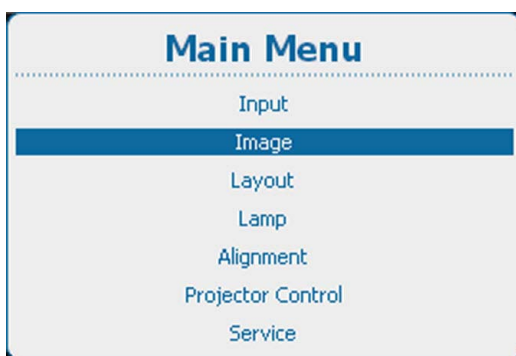 Main Menu
Input
Image
Layout
Lamp
Alignment
Projector Control
Service